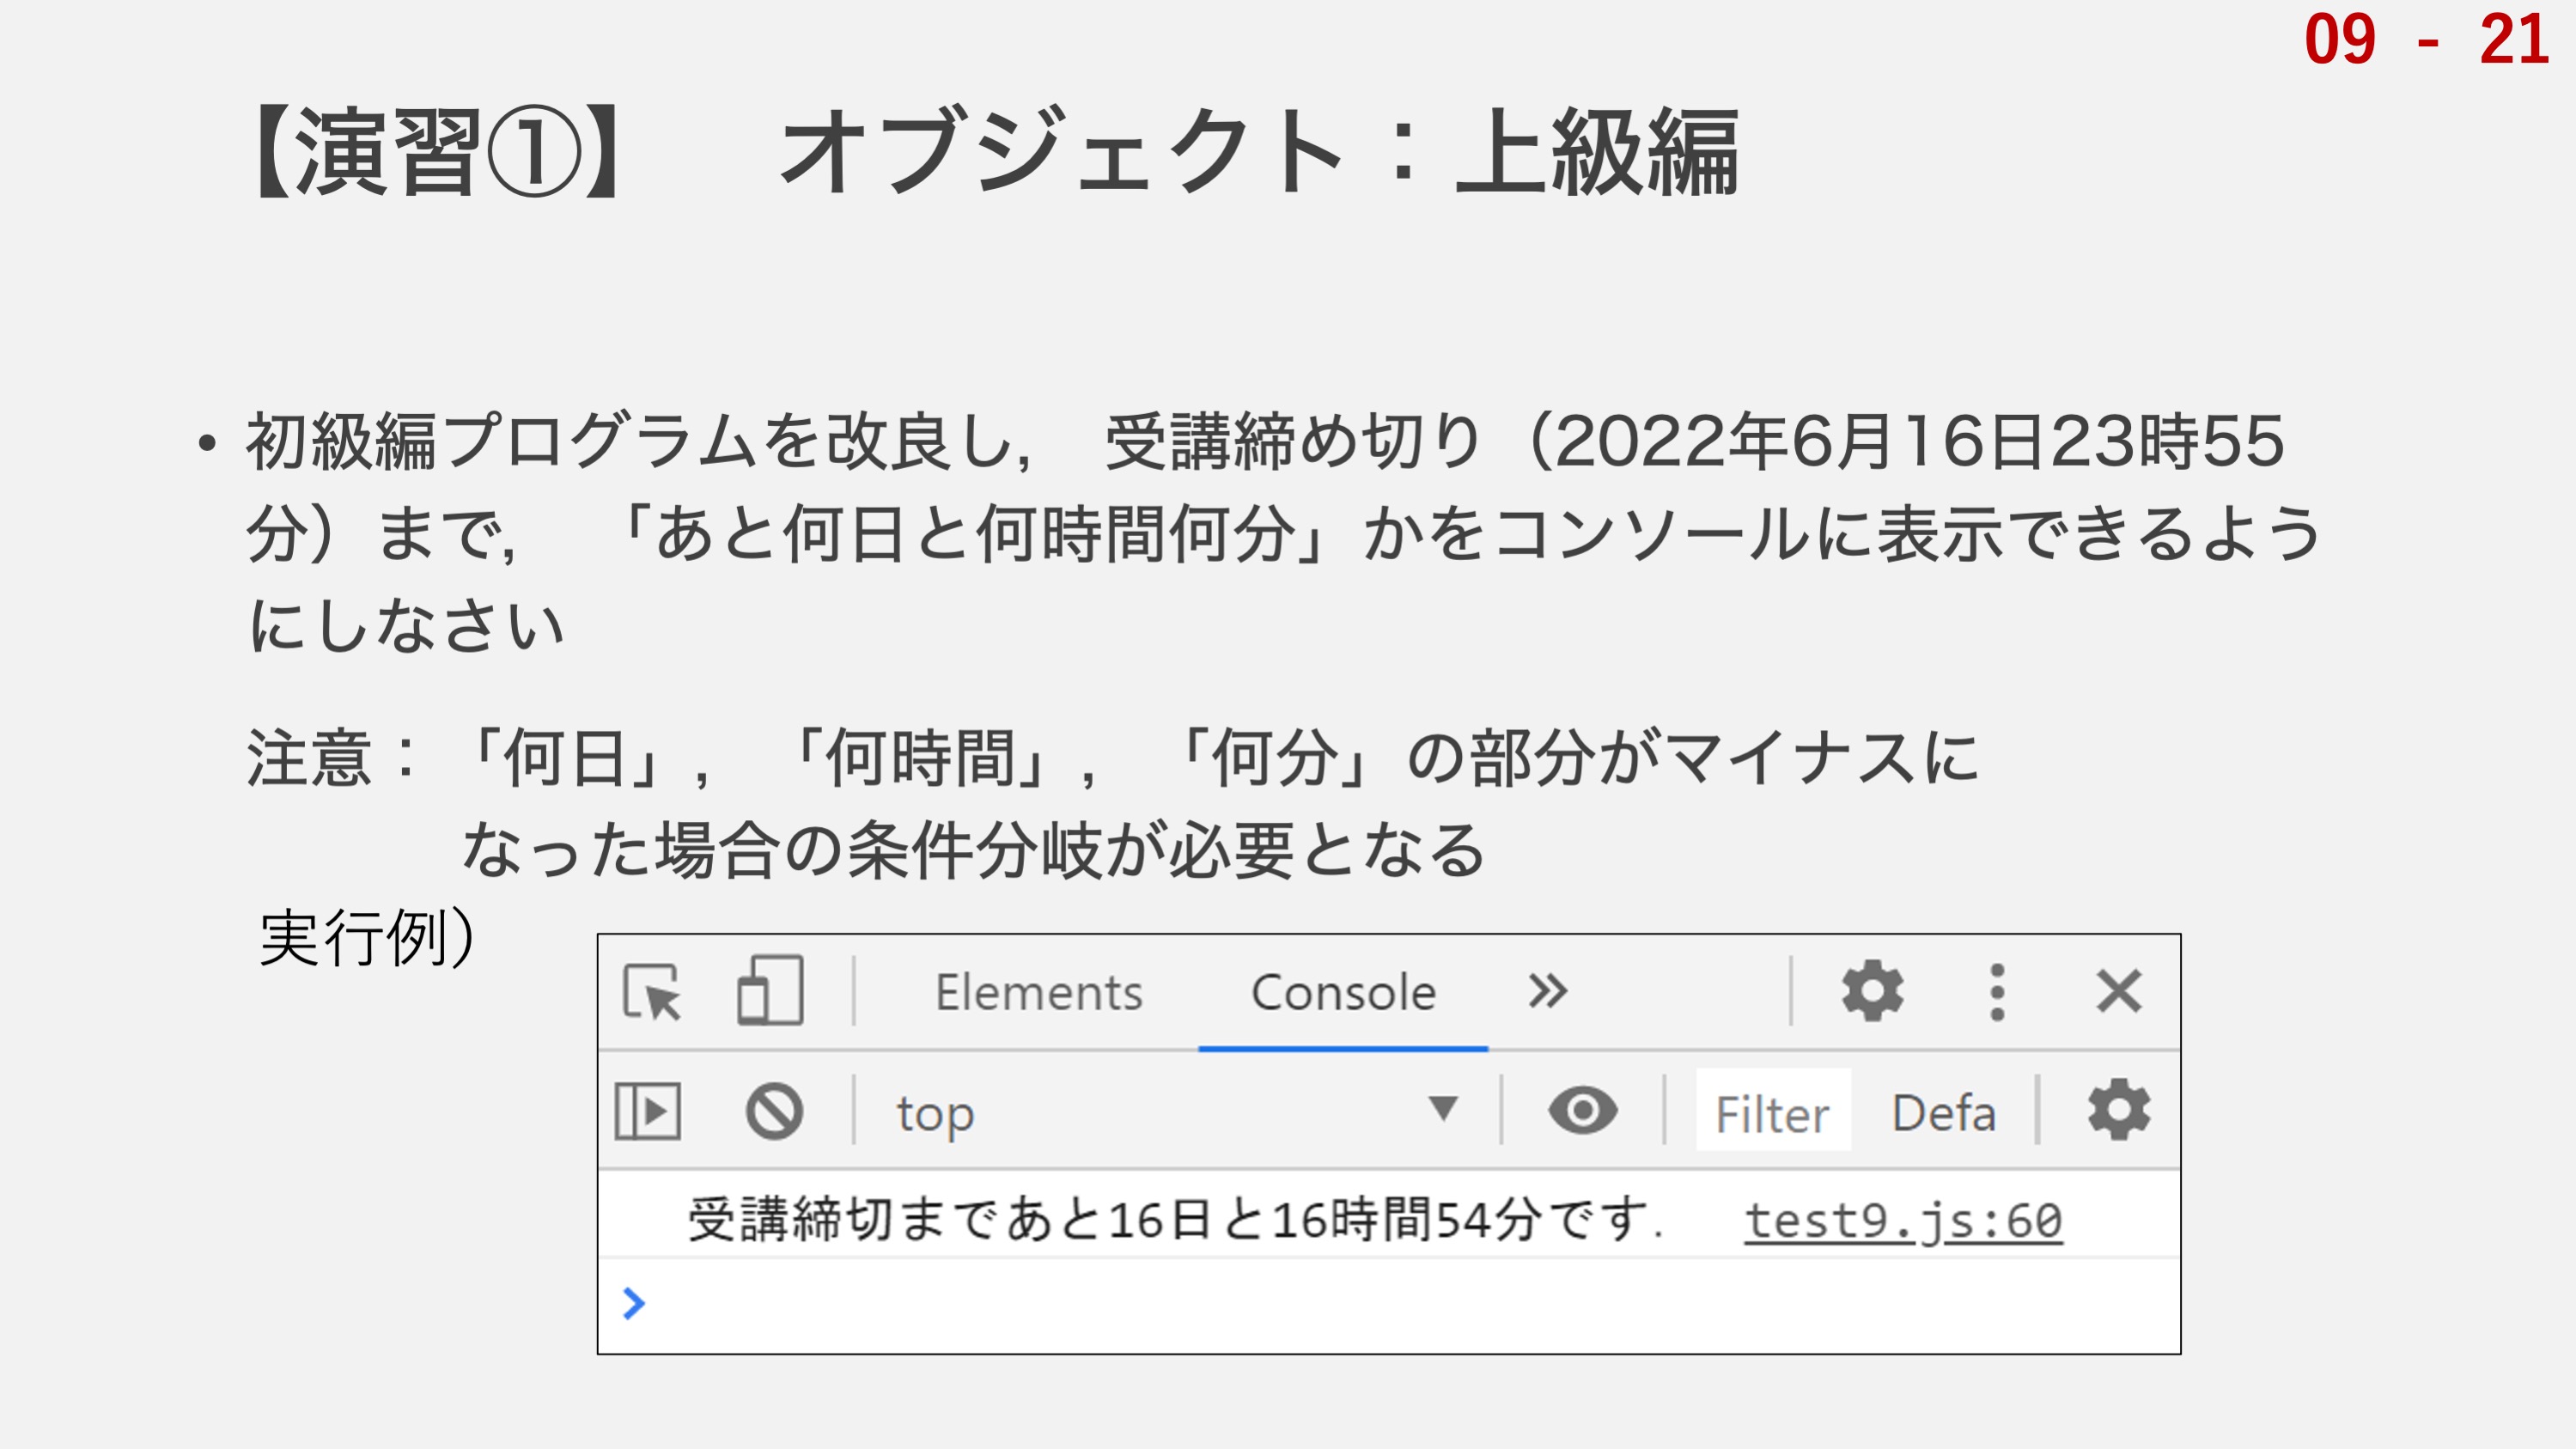 09 - 21
【演習①】　オブジェクト：上級編
• 初級編プログラムを改良し,　受講締め切り（2022年6月16日23時55
分）まで,　「あと何日と何時間何分」かをコンソールに表示できるよう
にしなさい
注意：「何日」,　「何時間」,　「何分」の部分がマイナスに
なった場合の条件分岐が必要となる
実行例）
Elements Console »
top ▼ Filter Defa
受講締切まであと16日と16時間54分です. test9.js:60
>